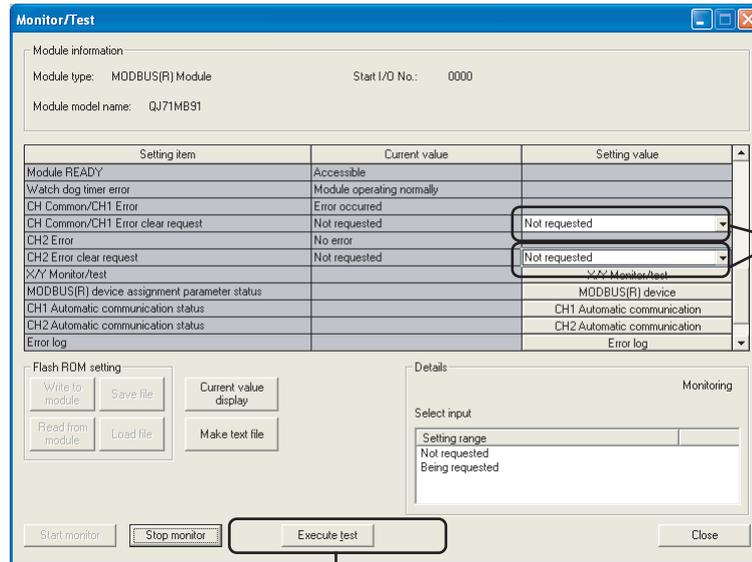 Monitor/Test
Module information
Module type: MODBUS(R) Module Start I/O No.: 0000
Module model name: QJ71MB91
Setting item Current value Setting value
Module READY Accessible
Watch dog timer error Module operating normally
CH Common/CH1 Error Error occurred
CH Common/CH1 Error clear request Not requested Not requested
CH2 Error No error
CH2 Error clear request Not requested Not requested
X/Y Monitor/test X/Y Monitor/test
MODBUS(R) device assignment parameter status MODBUS(R) device
CH1 Automatic communication status CH1 Automatic communication
CH2 Automatic communication status CH2 Automatic communication
Error log Error log
Flash ROM setting
Write to module Save file
Read from module Load file
Current value display
Make text file
Details
Monitoring
Select input
Setting range
Not requested
Being requested
Start monitor Stop monitor Execute test Close